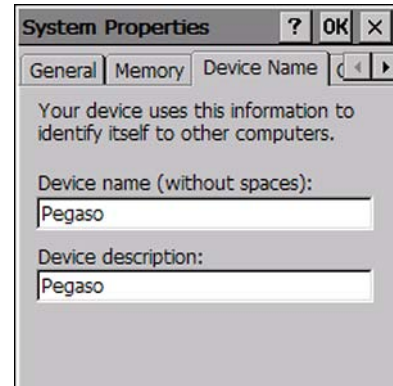 System Properties ? OK ×
General Memory Device Name
Your device uses this information to
identify itself to other computers.
Device name (without spaces):
Pegaso
Device description:
Pegaso